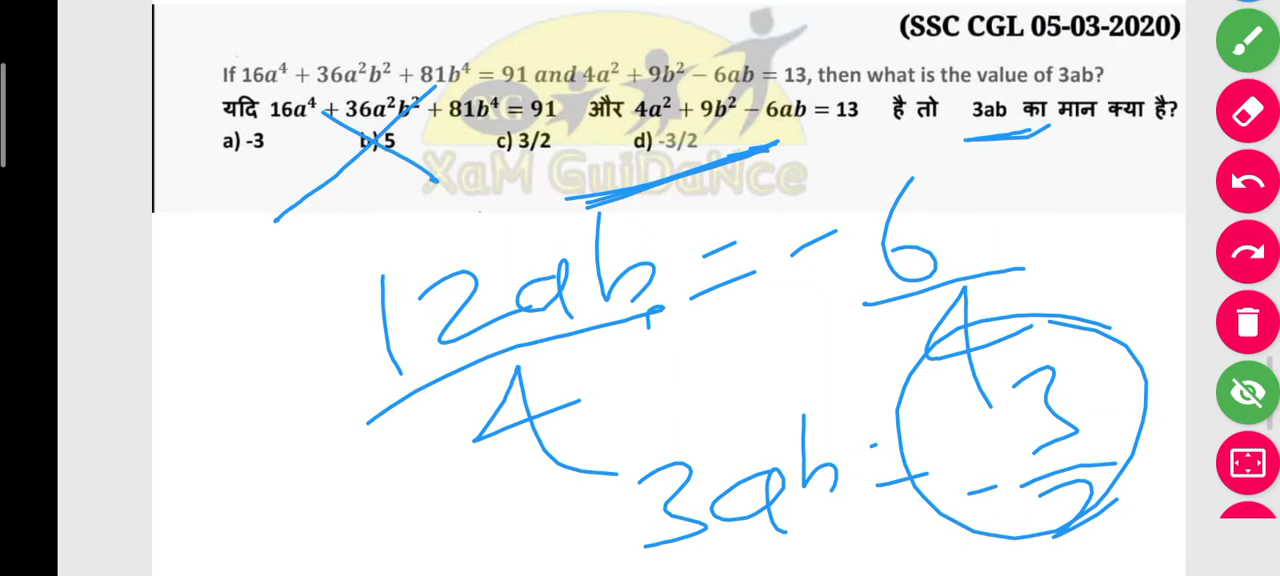 (SSC CGL 05-03-2020)
If 16a⁴ + 36a²b² + 81b⁴ = 91 and 4a² + 9b² − 6ab = 13, then what is the value of 3ab?
यदि 16a⁴ + 36a²b² + 81b⁴ = 91 और 4a² + 9b² − 6ab = 13 है तो 3ab का मान क्या है?
a) -3 b) 5 c) 3/2 d) -3/2
XaM GuiDaNce
12ab/4 = -6/4
3ab = -3/2